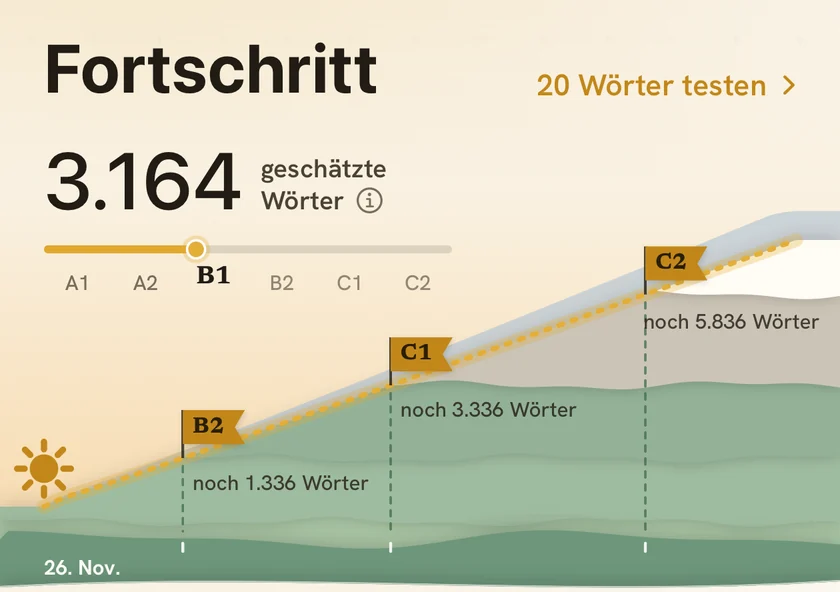 Fortschritt
20 Wörter testen
3.164
geschätzte
Wörter
A1 A2 B1 B2 C1 C2
C2
noch 5.836 Wörter
C1
noch 3.336 Wörter
B2
noch 1.336 Wörter
26. Nov.